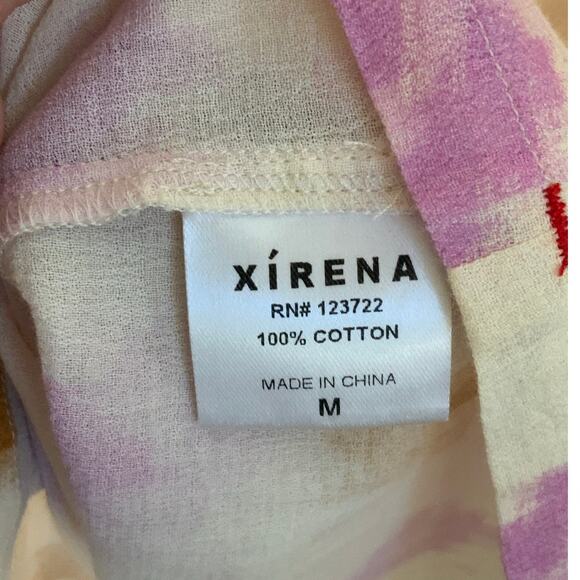 XÍRENA
RN# 123722
100% COTTON
MADE IN CHINA
M